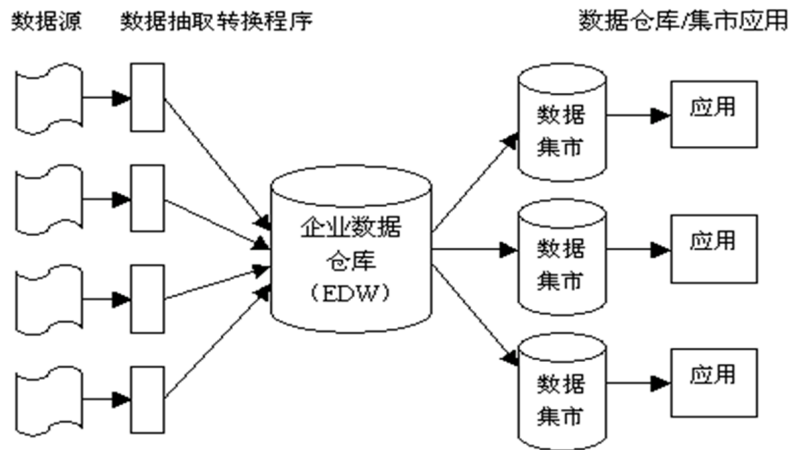 数据源
数据抽取转换程序
数据仓库/集市应用
数据
集市
应用
企业数据
仓库
（EDW）
数据
集市
应用
数据
集市
应用